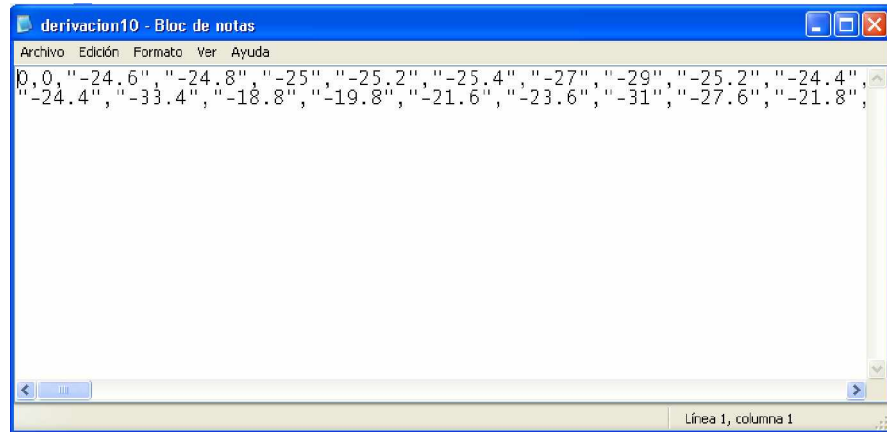 derivacion10 - Bloc de notas
Archivo Edición Formato Ver Ayuda
0,0,"-24.6","-24.8","-25","-25.2","-25.4","-27","-29","-25.2","-24.4",
"-24.4","-33.4","-18.8","-19.8","-21.6","-23.6","-31","-27.6","-21.8",
Línea 1, columna 1